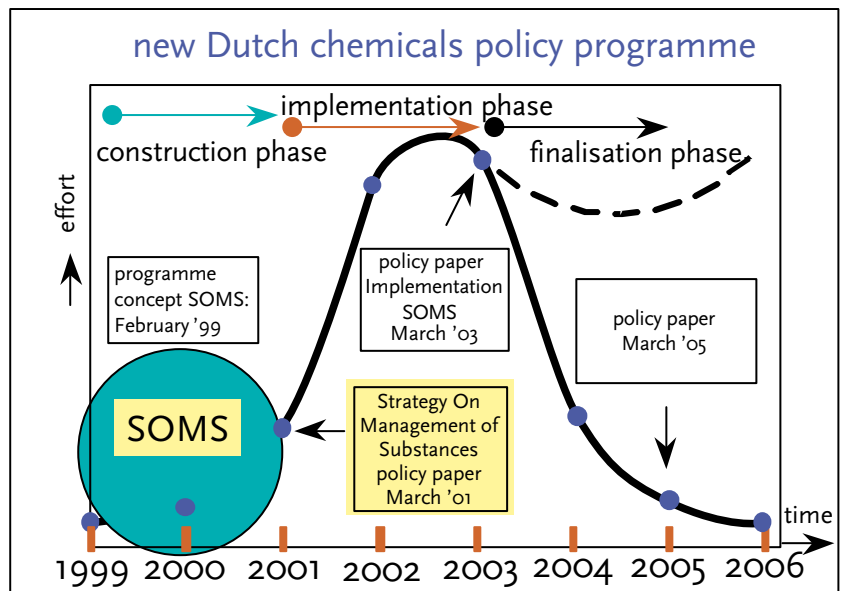 new Dutch chemicals policy programme
implementation phase
construction phase
finalisation phase
effort
programme
concept SOMS:
February '99
policy paper
Implementation
SOMS
March '03
policy paper
March '05
SOMS
Strategy On
Management of
Substances
policy paper
March '01
time
1999 2000 2001 2002 2003 2004 2005 2006